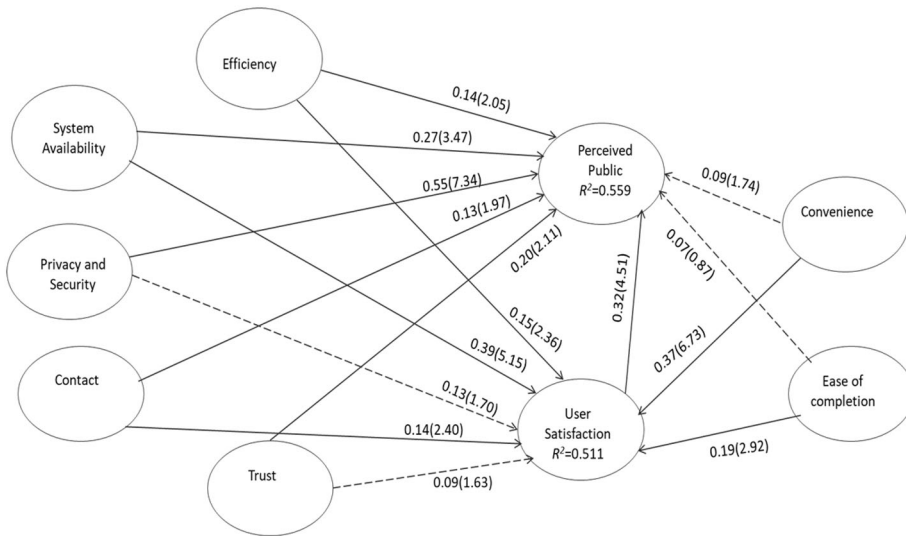 Efficiency
0.14(2.05)
System
Availability
0.27(3.47)
Perceived
Public
R²=0.559
0.55(7.34)
0.13(1.97)
0.09(1.74)
Convenience
0.20(2.11)
0.07(0.87)
Privacy and
Security
0.32(4.51)
0.15(2.36)
0.39(5.15)
0.37(6.73)
Contact
0.13(1.70)
0.14(2.40)
User
Satisfaction
R²=0.511
Ease of
completion
0.19(2.92)
Trust
0.09(1.63)